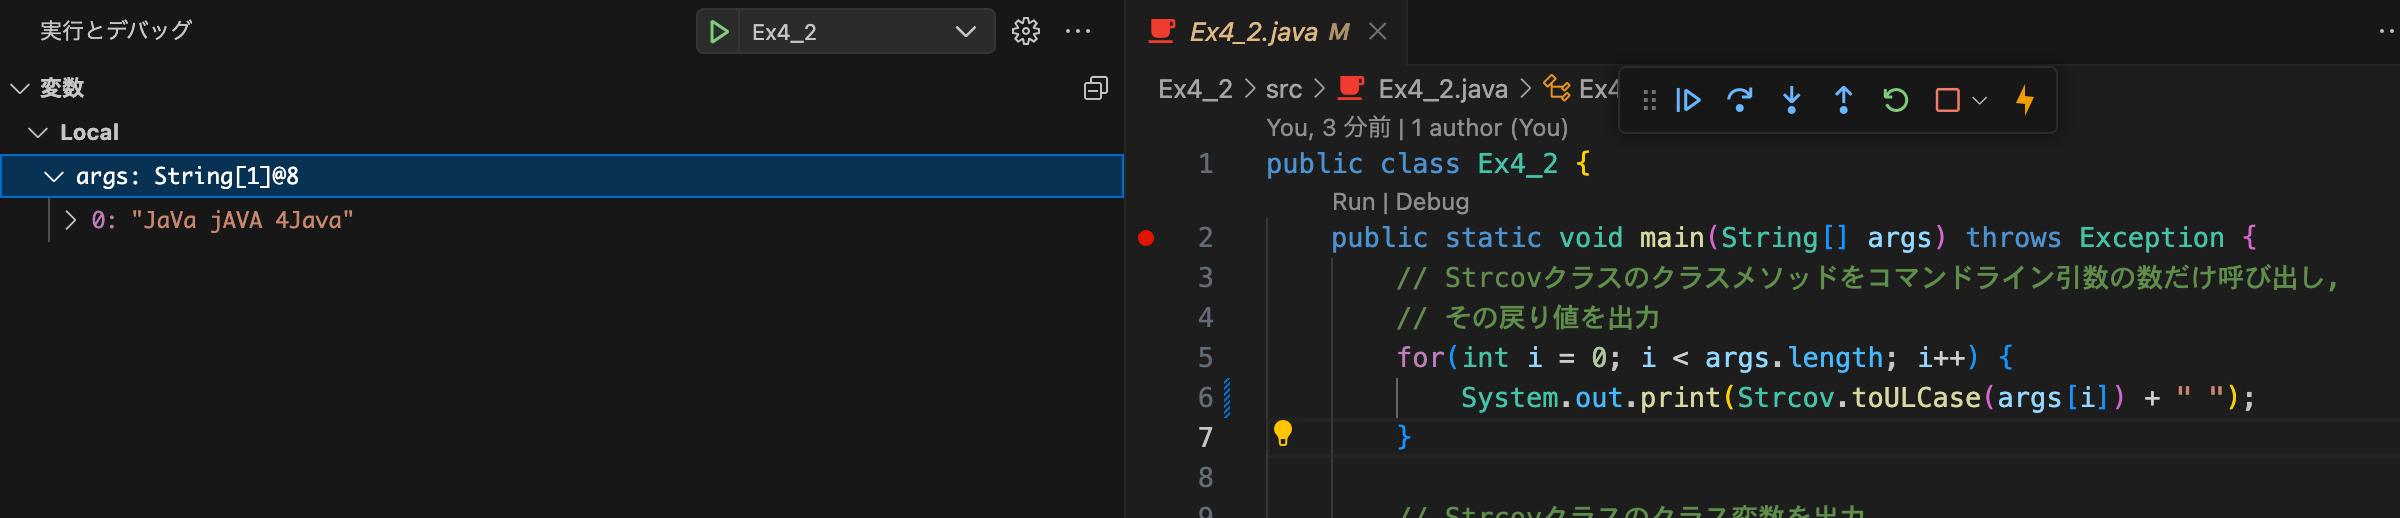 実行とデバッグ
Ex4_2
変数
Local
args: String[1]@8
0: "JaVa jAVA 4Java"
Ex4_2.java M
Ex4_2 > src > Ex4_2.java > Ex4
You, 3 分前 | 1 author (You)
1 public class Ex4_2 {
Run | Debug
2 public static void main(String[] args) throws Exception {
3 // Strcovクラスのクラスメソッドをコマンドライン引数の数だけ呼び出し,
4 // その戻り値を出力
5 for(int i = 0; i < args.length; i++) {
6 System.out.print(Strcov.toULCase(args[i]) + " ");
7 }
8
9 // Strcovクラスのクラス変数を出力